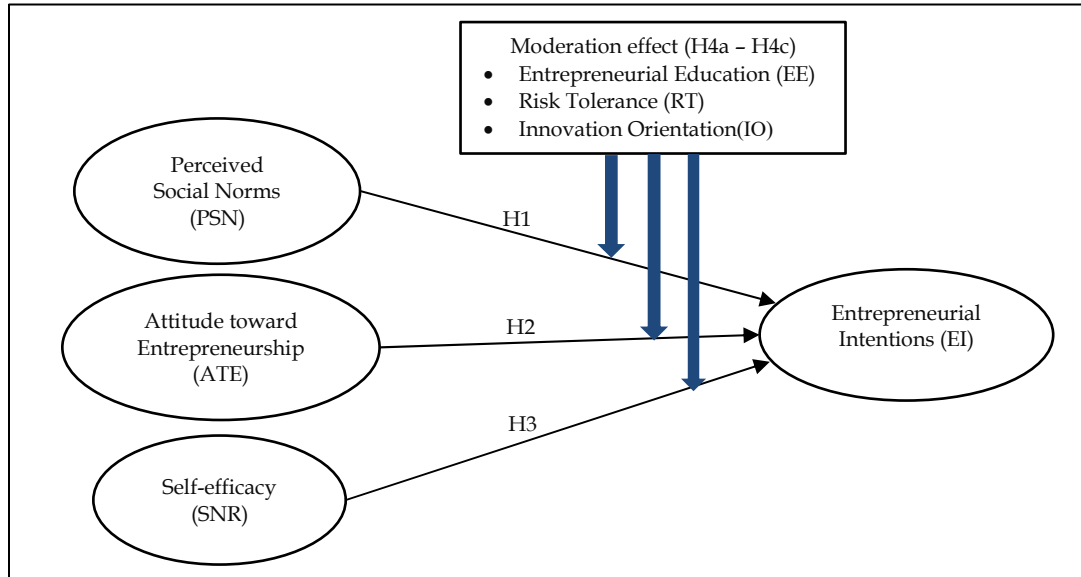 Moderation effect (H4a – H4c)
• Entrepreneurial Education (EE)
• Risk Tolerance (RT)
• Innovation Orientation(IO)
Perceived
Social Norms
(PSN)
H1
Attitude toward
Entrepreneurship
(ATE)
H2
Entrepreneurial
Intentions (EI)
H3
Self-efficacy
(SNR)